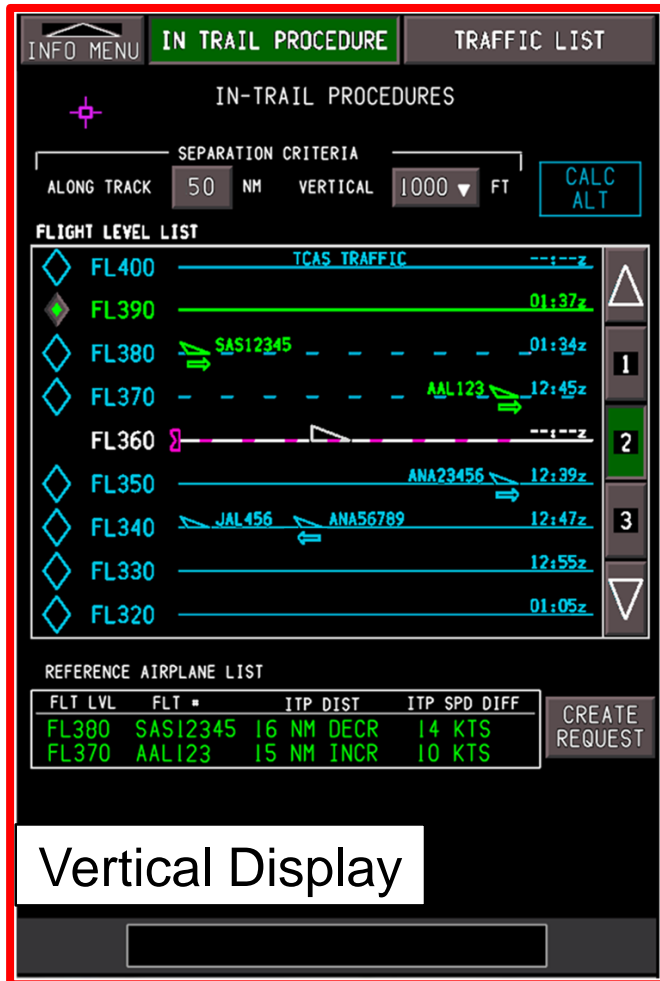 INFO MENU IN TRAIL PROCEDURE TRAFFIC LIST
IN-TRAIL PROCEDURES
SEPARATION CRITERIA
ALONG TRACK 50 NM VERTICAL 1000 ▼ FT
CALC
ALT
FLIGHT LEVEL LIST
FL400 TCAS TRAFFIC --:--z
FL390 01:37z
FL380 SAS12345 01:34z
1
FL370 AAL123 12:45z
FL360 --:--z
2
FL350 ANA23456 12:39z
FL340 JAL456 ANA56789 12:47z
3
FL330 12:55z
FL320 01:05z
REFERENCE AIRPLANE LIST
FLT LVL FLT # ITP DIST ITP SPD DIFF
FL380 SAS12345 16 NM DECR 14 KTS
FL370 AAL123 15 NM INCR 10 KTS
CREATE
REQUEST
Vertical Display